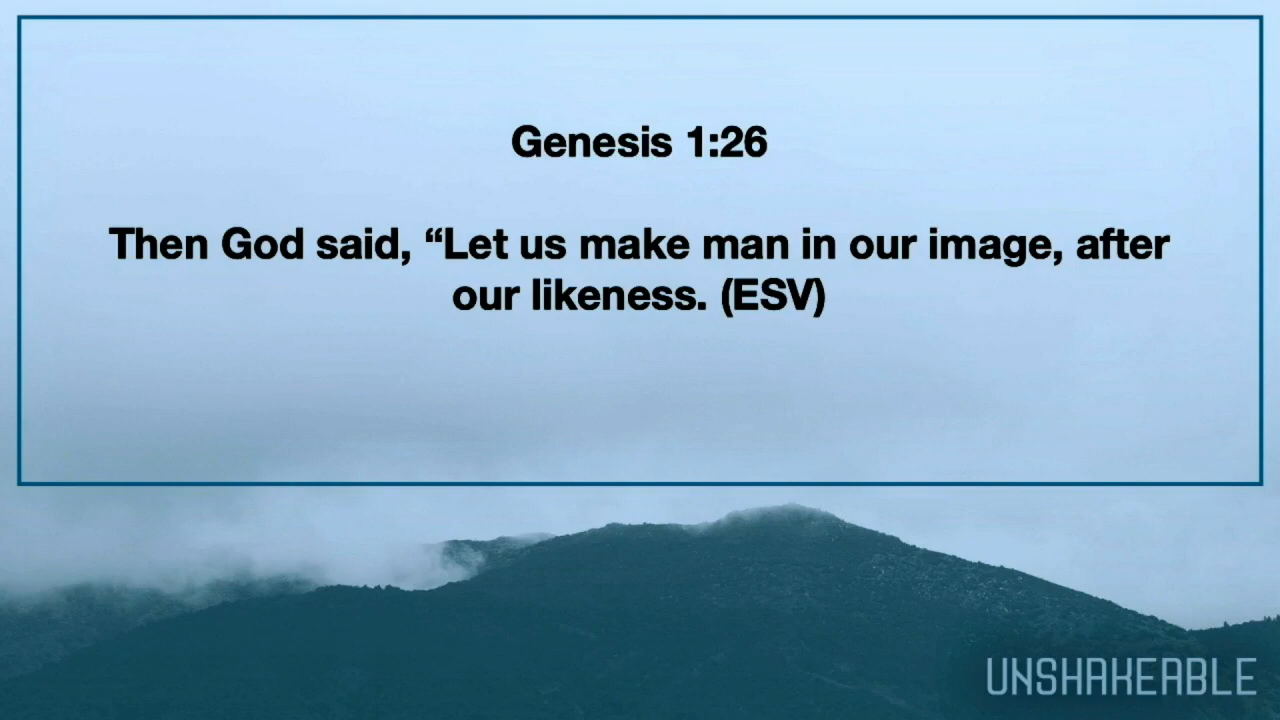 Genesis 1:26
Then God said, “Let us make man in our image, after
our likeness. (ESV)
UNSHAKEABLE